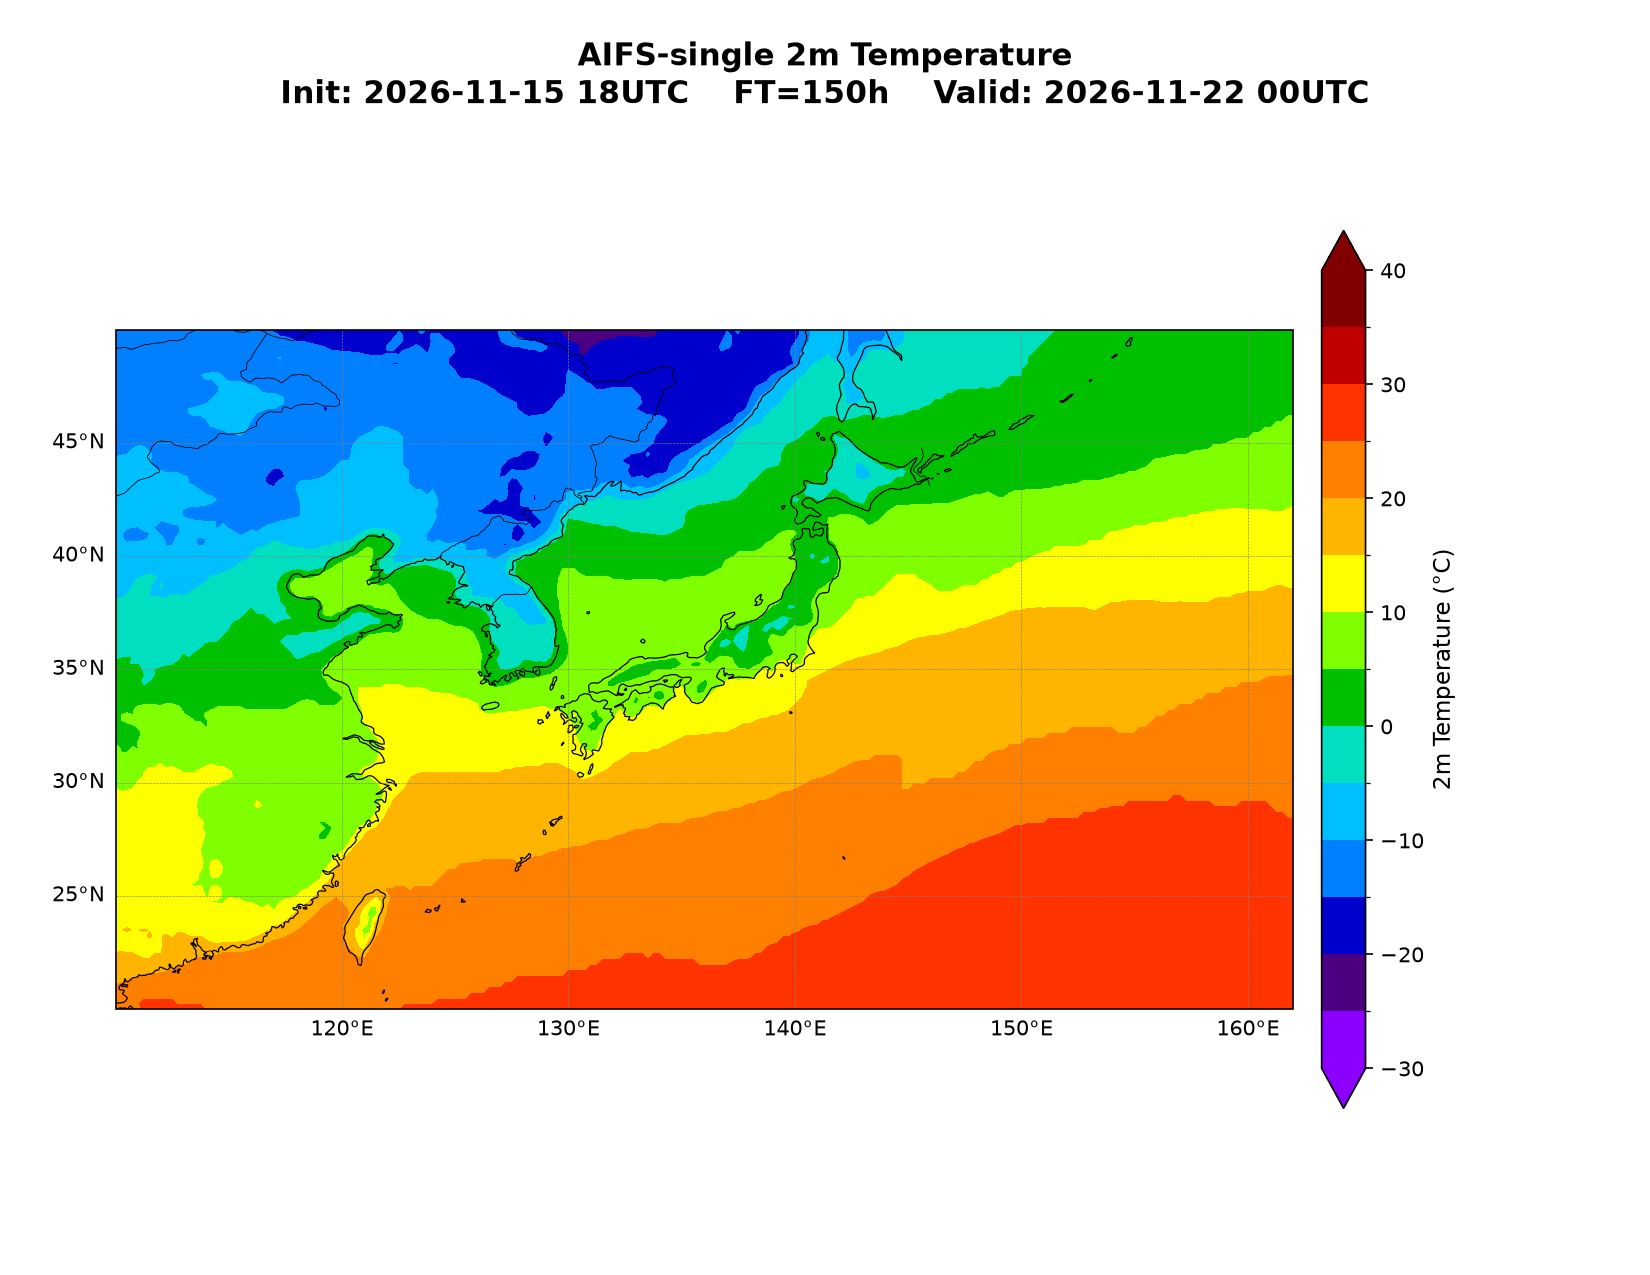 AIFS-single 2m Temperature
Init: 2026-11-15 18UTC    FT=150h    Valid: 2026-11-22 00UTC
45°N
40°N
35°N
30°N
25°N
120°E
130°E
140°E
150°E
160°E
40
30
20
10
0
−10
−20
−30
2m Temperature (°C)